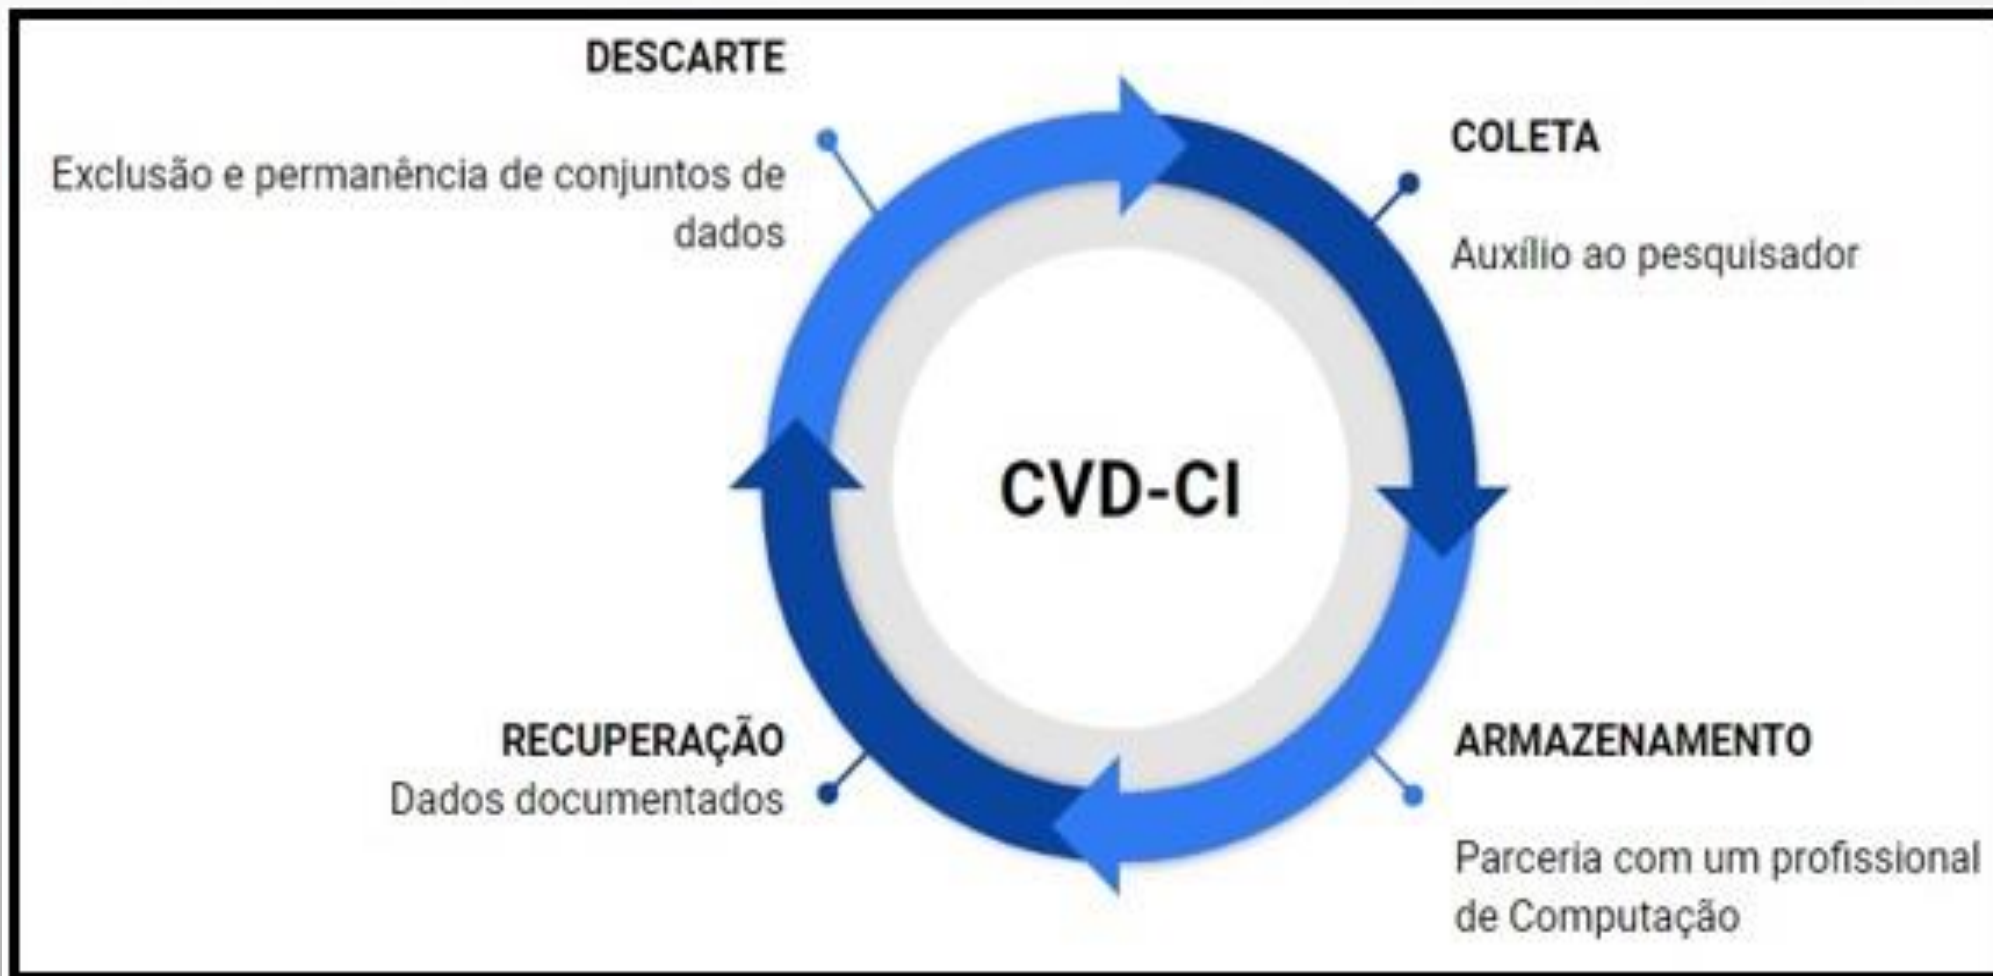 DESCARTE
Exclusão e permanência de conjuntos de
dados
COLETA
Auxílio ao pesquisador
CVD-CI
RECUPERAÇÃO
Dados documentados
ARMAZENAMENTO
Parceria com um profissional
de Computação